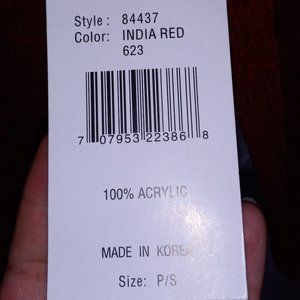 Style: 84437
Color: INDIA RED
623
7 07953 22386 8
100% ACRYLIC
MADE IN KOREA
Size: P/S